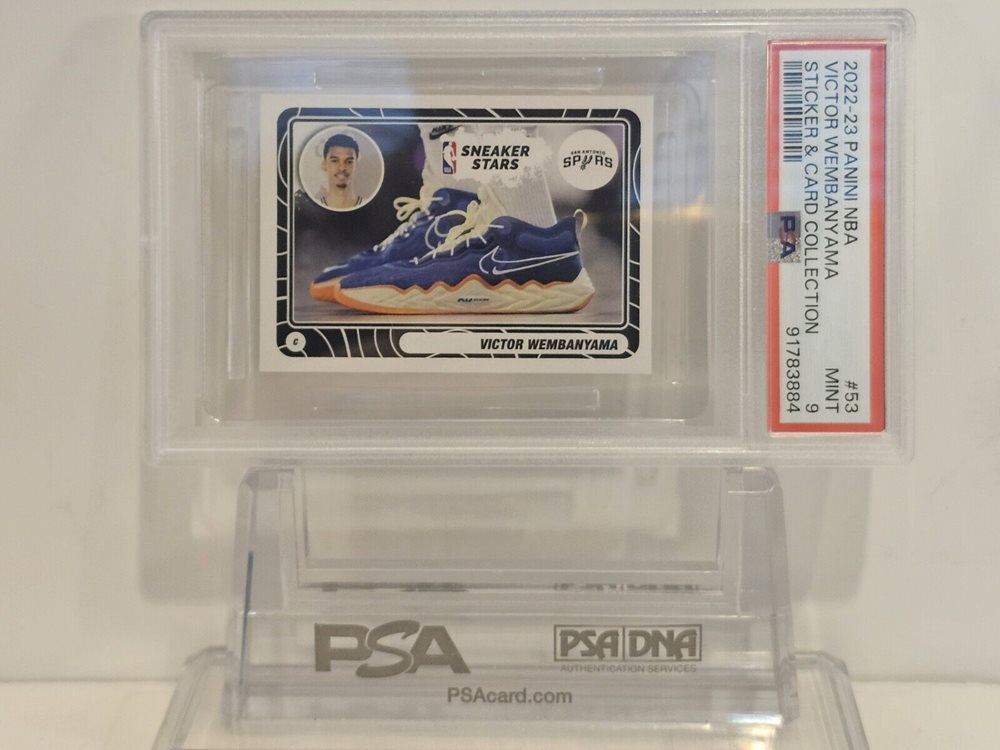 SNEAKER
STARS
SAN ANTONIO
SPURS
C
VICTOR WEMBANYAMA
2022-23 PANINI NBA #53
VICTOR WEMBANYAMA MINT
STICKER & CARD COLLECTION 9
91783884
PSA
PSA
PSA DNA
AUTHENTICATION SERVICES
PSAcard.com